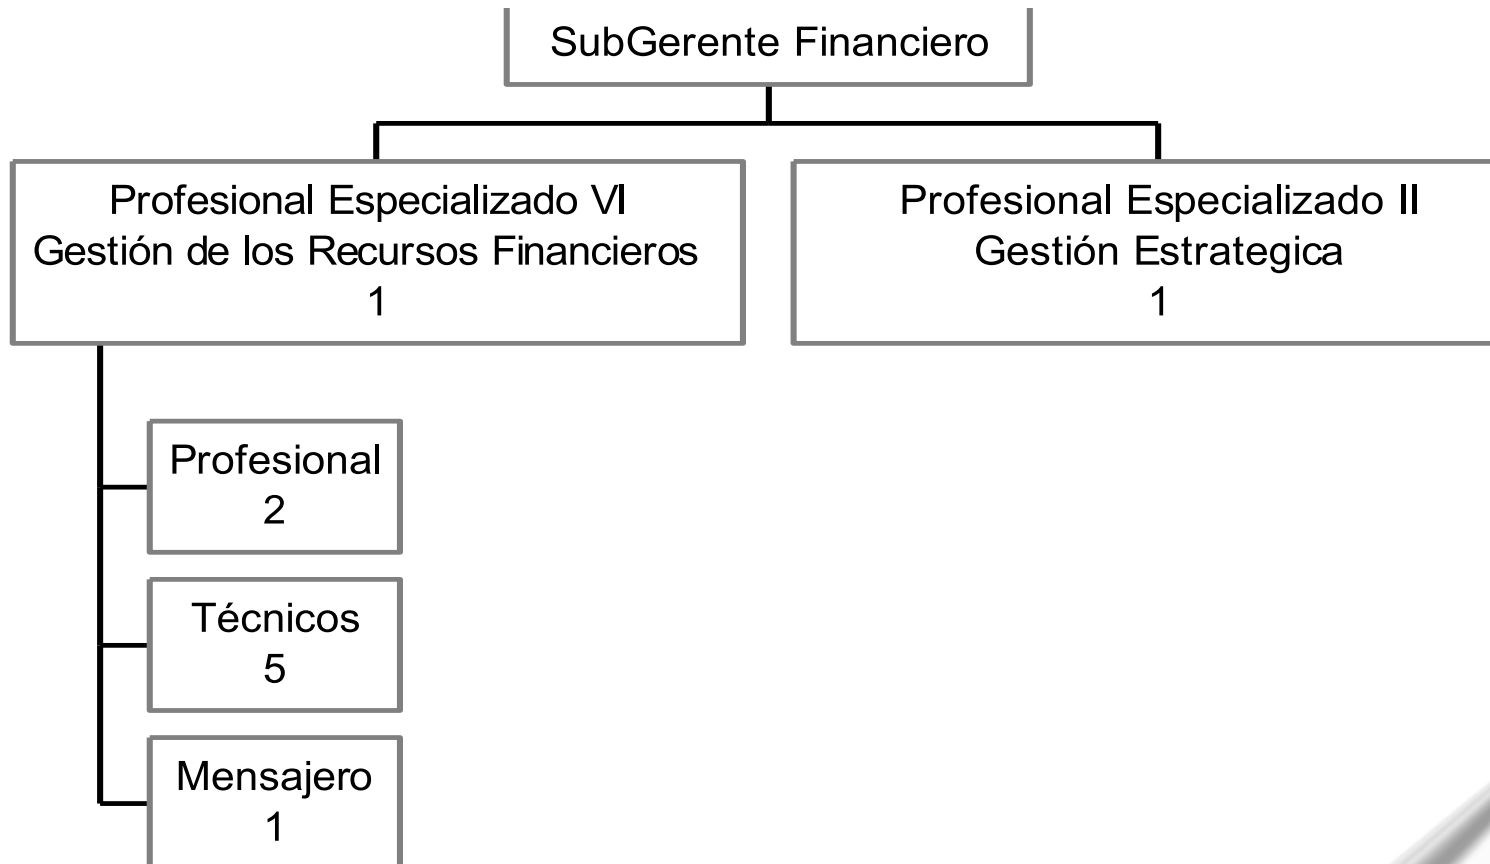 SubGerente Financiero
Profesional Especializado VI
Gestión de los Recursos Financieros
1
Profesional Especializado II
Gestión Estrategica
1
Profesional
2
Técnicos
5
Mensajero
1